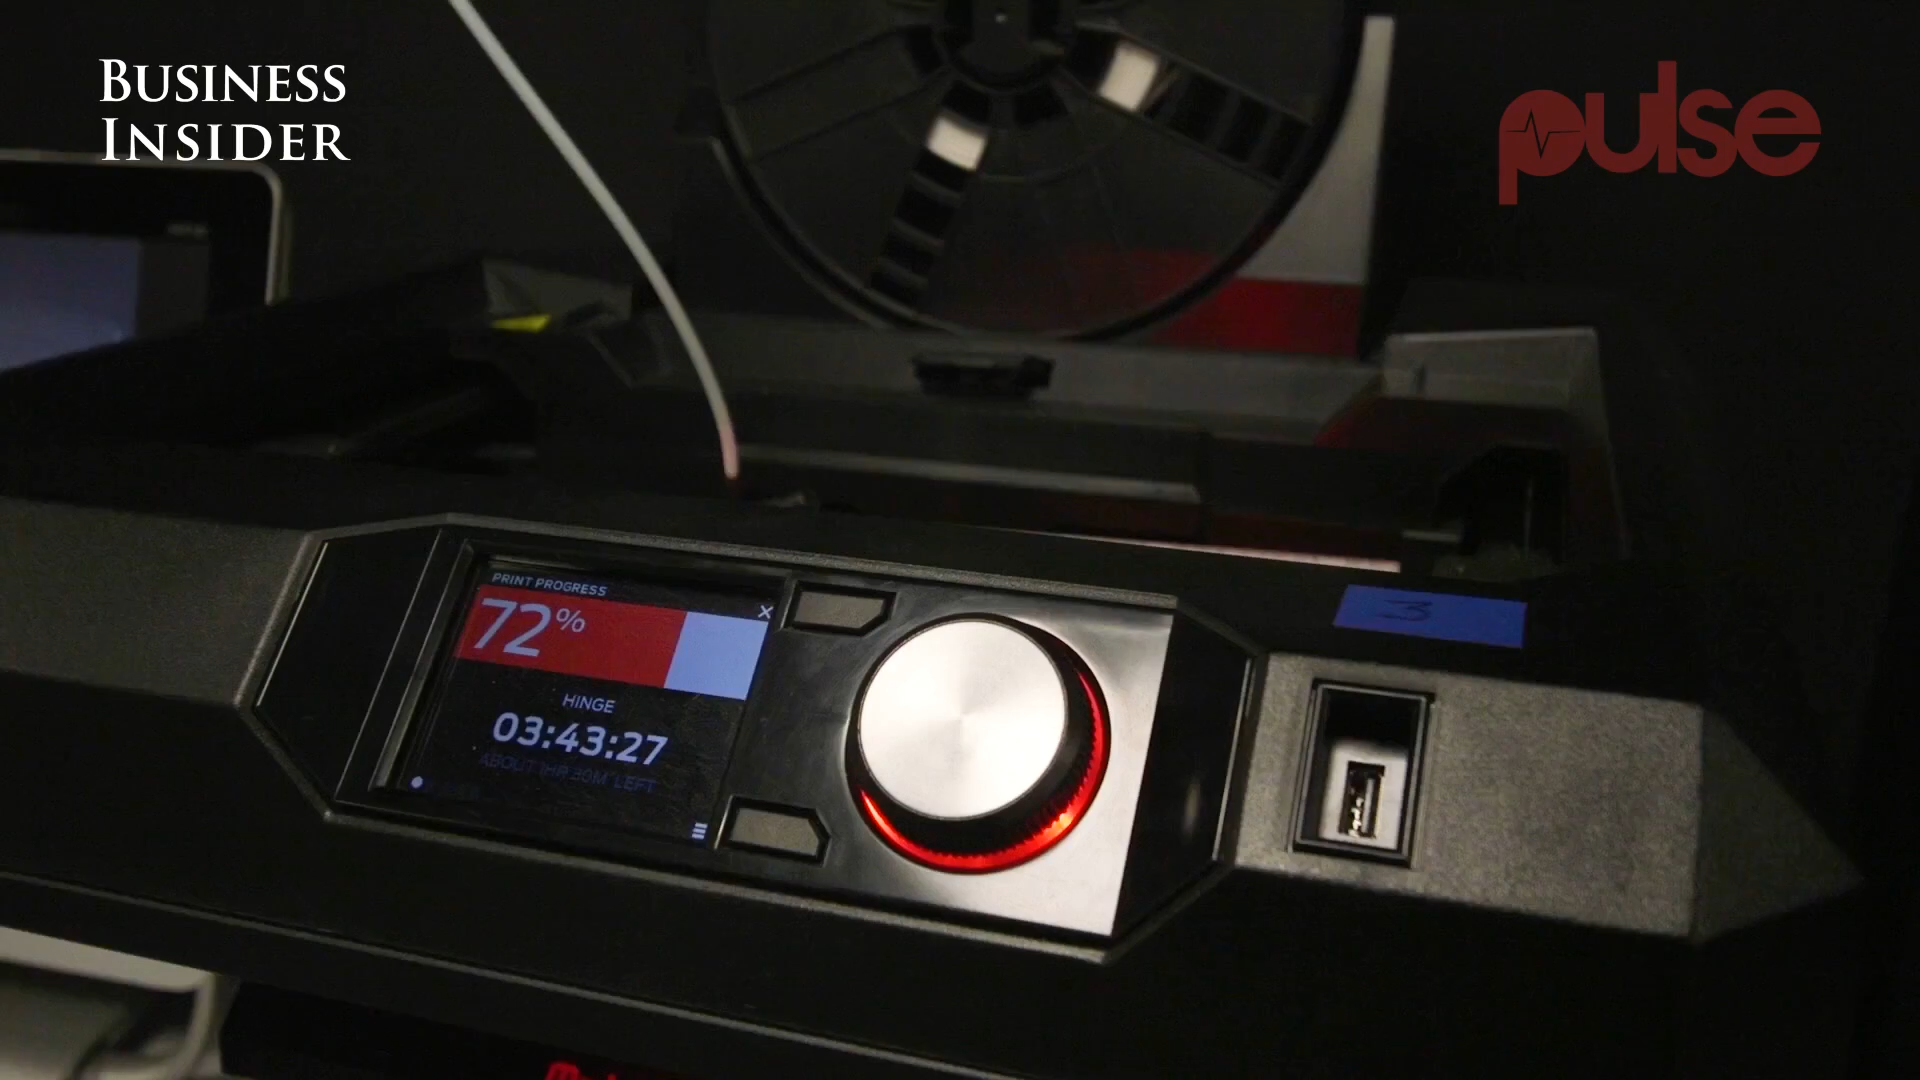 BUSINESS
INSIDER
pulse
PRINT PROGRESS
72%
X
HINGE
03:43:27
ABOUT 1HR 30M LEFT
3